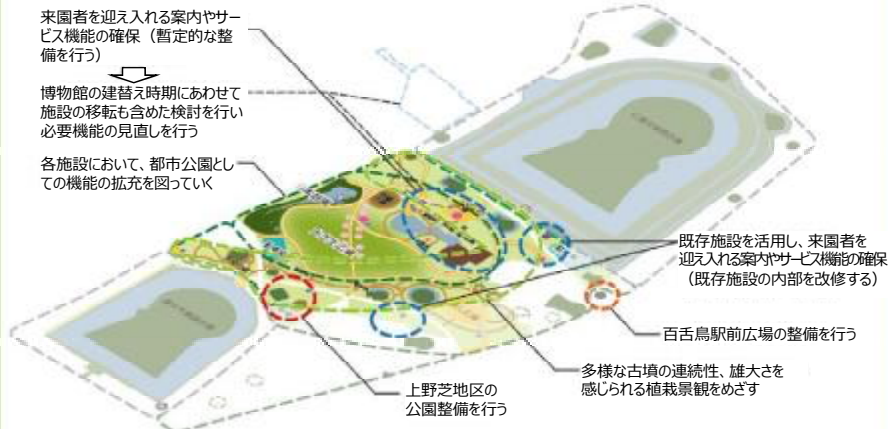 来園者を迎え入れる案内やサー
ビス機能の確保（暫定的な整
備を行う）
博物館の建替え時期にあわせて
施設の移転も含めた検討を行い
必要機能の見直しを行う
各施設において、都市公園とし
ての機能の拡充を図っていく
既存施設を活用し、来園者を
迎え入れる案内やサービス機能の確保
（既存施設の内部を改修する）
百舌鳥駅前広場の整備を行う
多様な古墳の連続性、雄大さを
感じられる植栽景観をめざす
上野芝地区の
公園整備を行う